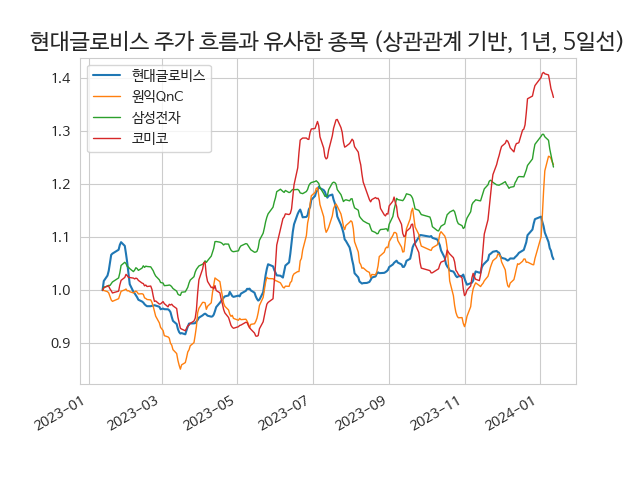 현대글로비스 주가 흐름과 유사한 종목 (상관관계 기반, 1년, 5일선)
현대글로비스
원익QnC
삼성전자
코미코
1.4
1.3
1.2
1.1
1.0
0.9
2023-01
2023-03
2023-05
2023-07
2023-09
2023-11
2024-01